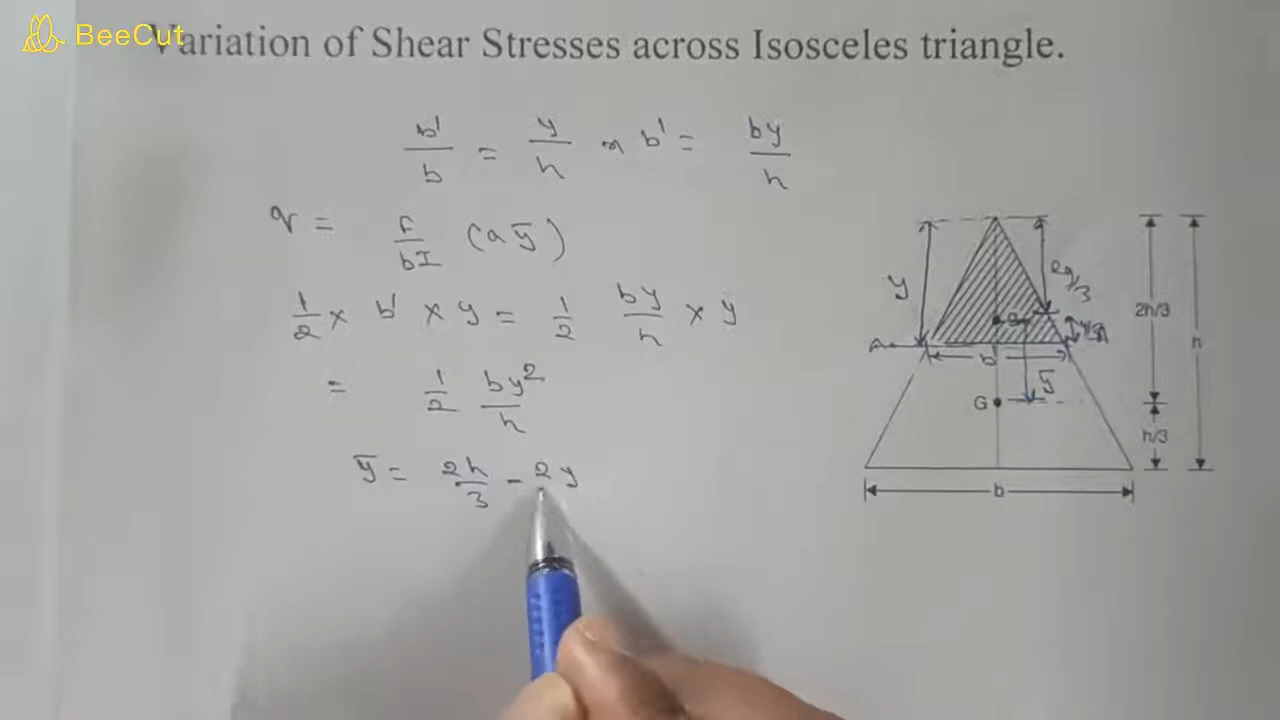 BeeCut
Variation of Shear Stresses across Isosceles triangle.
b'/b = y/h or b' = by/h
q = F/bI (a ȳ)
1/2 × b' × y = 1/2 by/h × y
= 1/2 by²/h
ȳ = 2h/3 - 2y
y
2y/3
2h/3
h
A
b'
ȳ
G
h/3
b